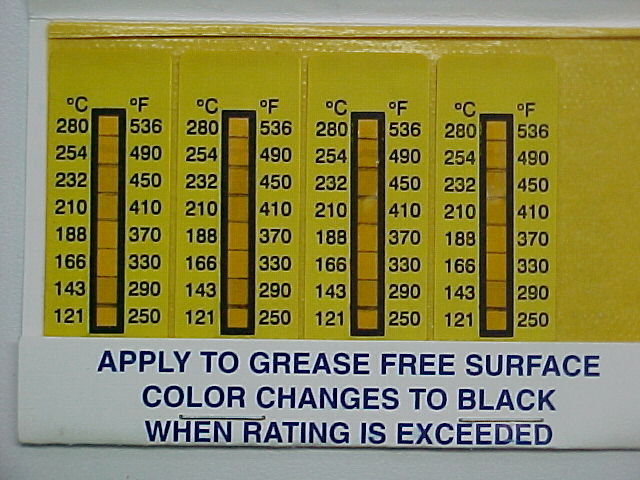 °C °F °C °F °C °F °C °F
280 536 280 536 280 536 280 536
254 490 254 490 254 490 254 490
232 450 232 450 232 450 232 450
210 410 210 410 210 410 210 410
188 370 188 370 188 370 188 370
166 330 166 330 166 330 166 330
143 290 143 290 143 290 143 290
121 250 121 250 121 250 121 250
APPLY TO GREASE FREE SURFACE
COLOR CHANGES TO BLACK
WHEN RATING IS EXCEEDED